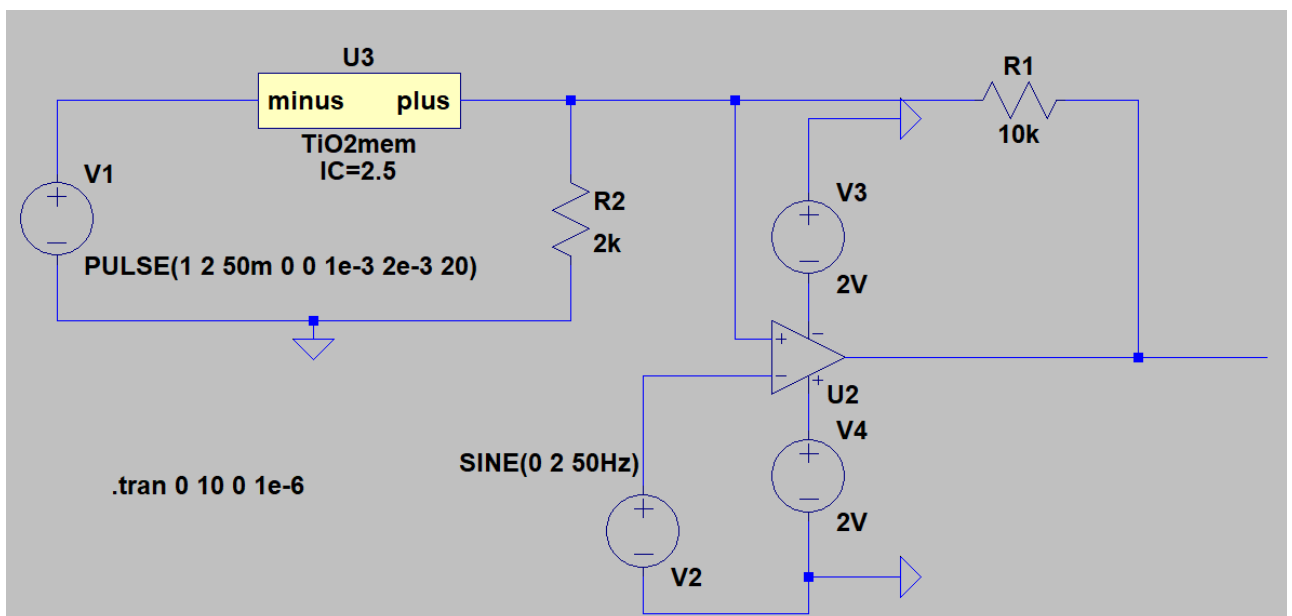 U3
minus plus
TiO2mem
IC=2.5
V1
PULSE(1 2 50m 0 0 1e-3 2e-3 20)
R2
2k
R1
10k
V3
2V
+
−
+
−
+
−
−
+
+
−
U2
V4
+
−
2V
SINE(0 2 50Hz)
V2
.tran 0 10 0 1e-6